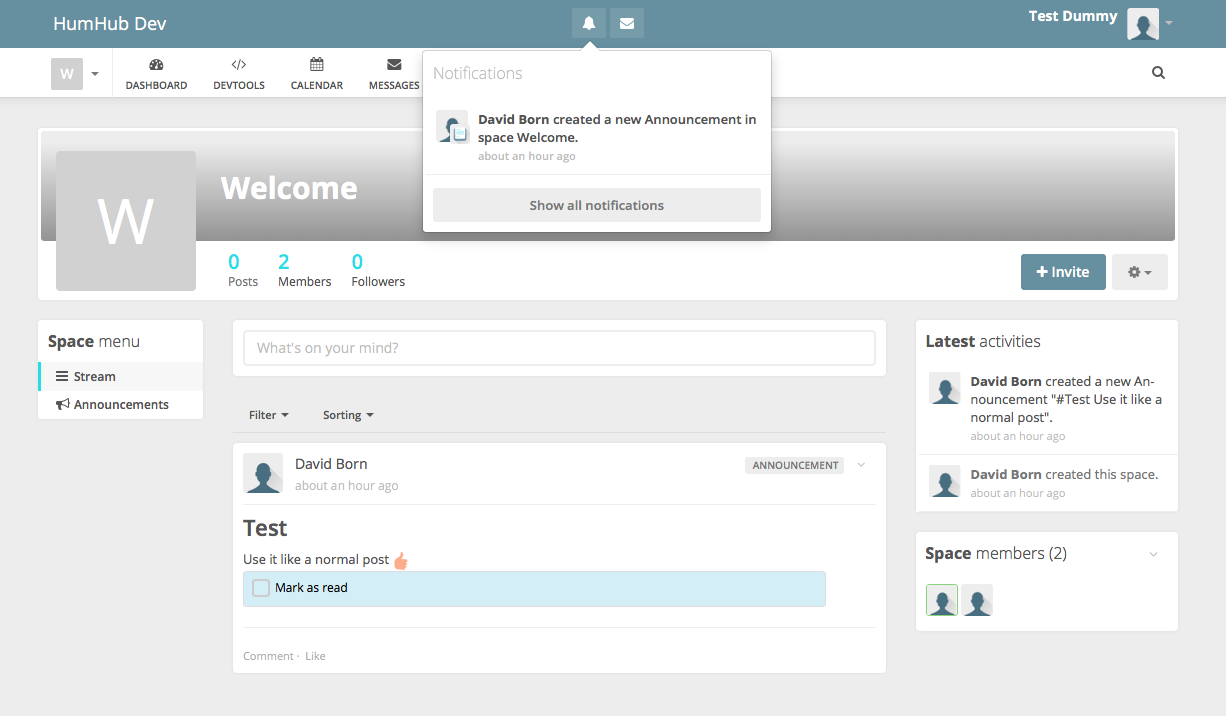 HumHub Dev
Test Dummy
W
DASHBOARD
DEVTOOLS
CALENDAR
MESSAGES
Notifications
David Born created a new Announcement in
space Welcome.
about an hour ago
Show all notifications
W
Welcome
0
Posts
2
Members
0
Followers
Invite
Space menu
Stream
Announcements
What's on your mind?
Filter
Sorting
David Born
about an hour ago
ANNOUNCEMENT
Test
Use it like a normal post
Mark as read
Comment · Like
Latest activities
David Born created a new An-
nouncement "#Test Use it like a
normal post".
about an hour ago
David Born created this space.
about an hour ago
Space members (2)